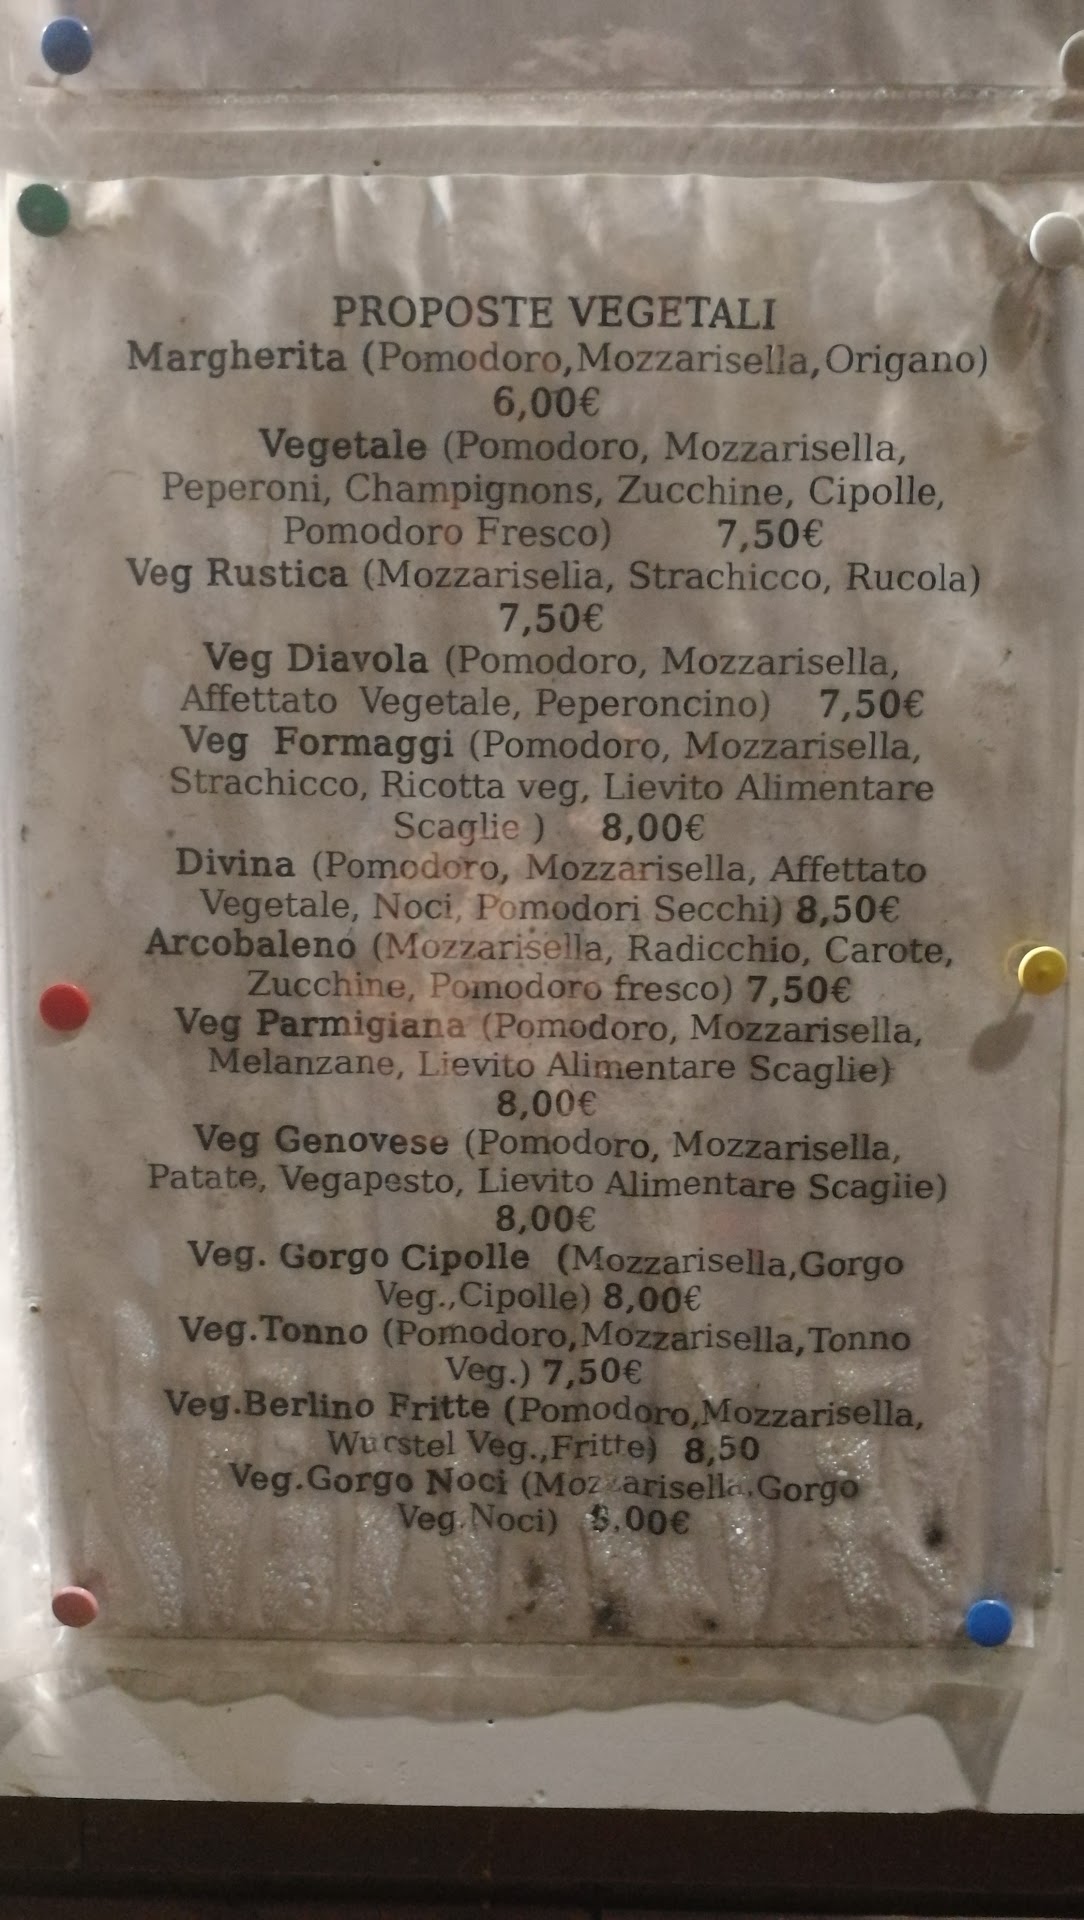 PROPOSTE VEGETALI
Margherita (Pomodoro,Mozzarisella,Origano)
6,00€
Vegetale (Pomodoro, Mozzarisella,
Peperoni, Champignons, Zucchine, Cipolle,
Pomodoro Fresco) 7,50€
Veg Rustica (Mozzarisella, Strachicco, Rucola)
7,50€
Veg Diavola (Pomodoro, Mozzarisella,
Affettato Vegetale, Peperoncino) 7,50€
Veg Formaggi (Pomodoro, Mozzarisella,
Strachicco, Ricotta veg, Lievito Alimentare
Scaglie ) 8,00€
Divina (Pomodoro, Mozzarisella, Affettato
Vegetale, Noci, Pomodori Secchi) 8,50€
Arcobaleno (Mozzarisella, Radicchio, Carote,
Zucchine, Pomodoro fresco) 7,50€
Veg Parmigiana (Pomodoro, Mozzarisella,
Melanzane, Lievito Alimentare Scaglie)
8,00€
Veg Genovese (Pomodoro, Mozzarisella,
Patate, Vegapesto, Lievito Alimentare Scaglie)
8,00€
Veg. Gorgo Cipolle (Mozzarisella,Gorgo
Veg.,Cipolle) 8,00€
Veg.Tonno (Pomodoro,Mozzarisella,Tonno
Veg.) 7,50€
Veg.Berlino Fritte (Pomodoro,Mozzarisella,
Wurstel Veg.,Fritte) 8,50
Veg.Gorgo Noci (Mozzarisella,Gorgo
Veg.Noci)